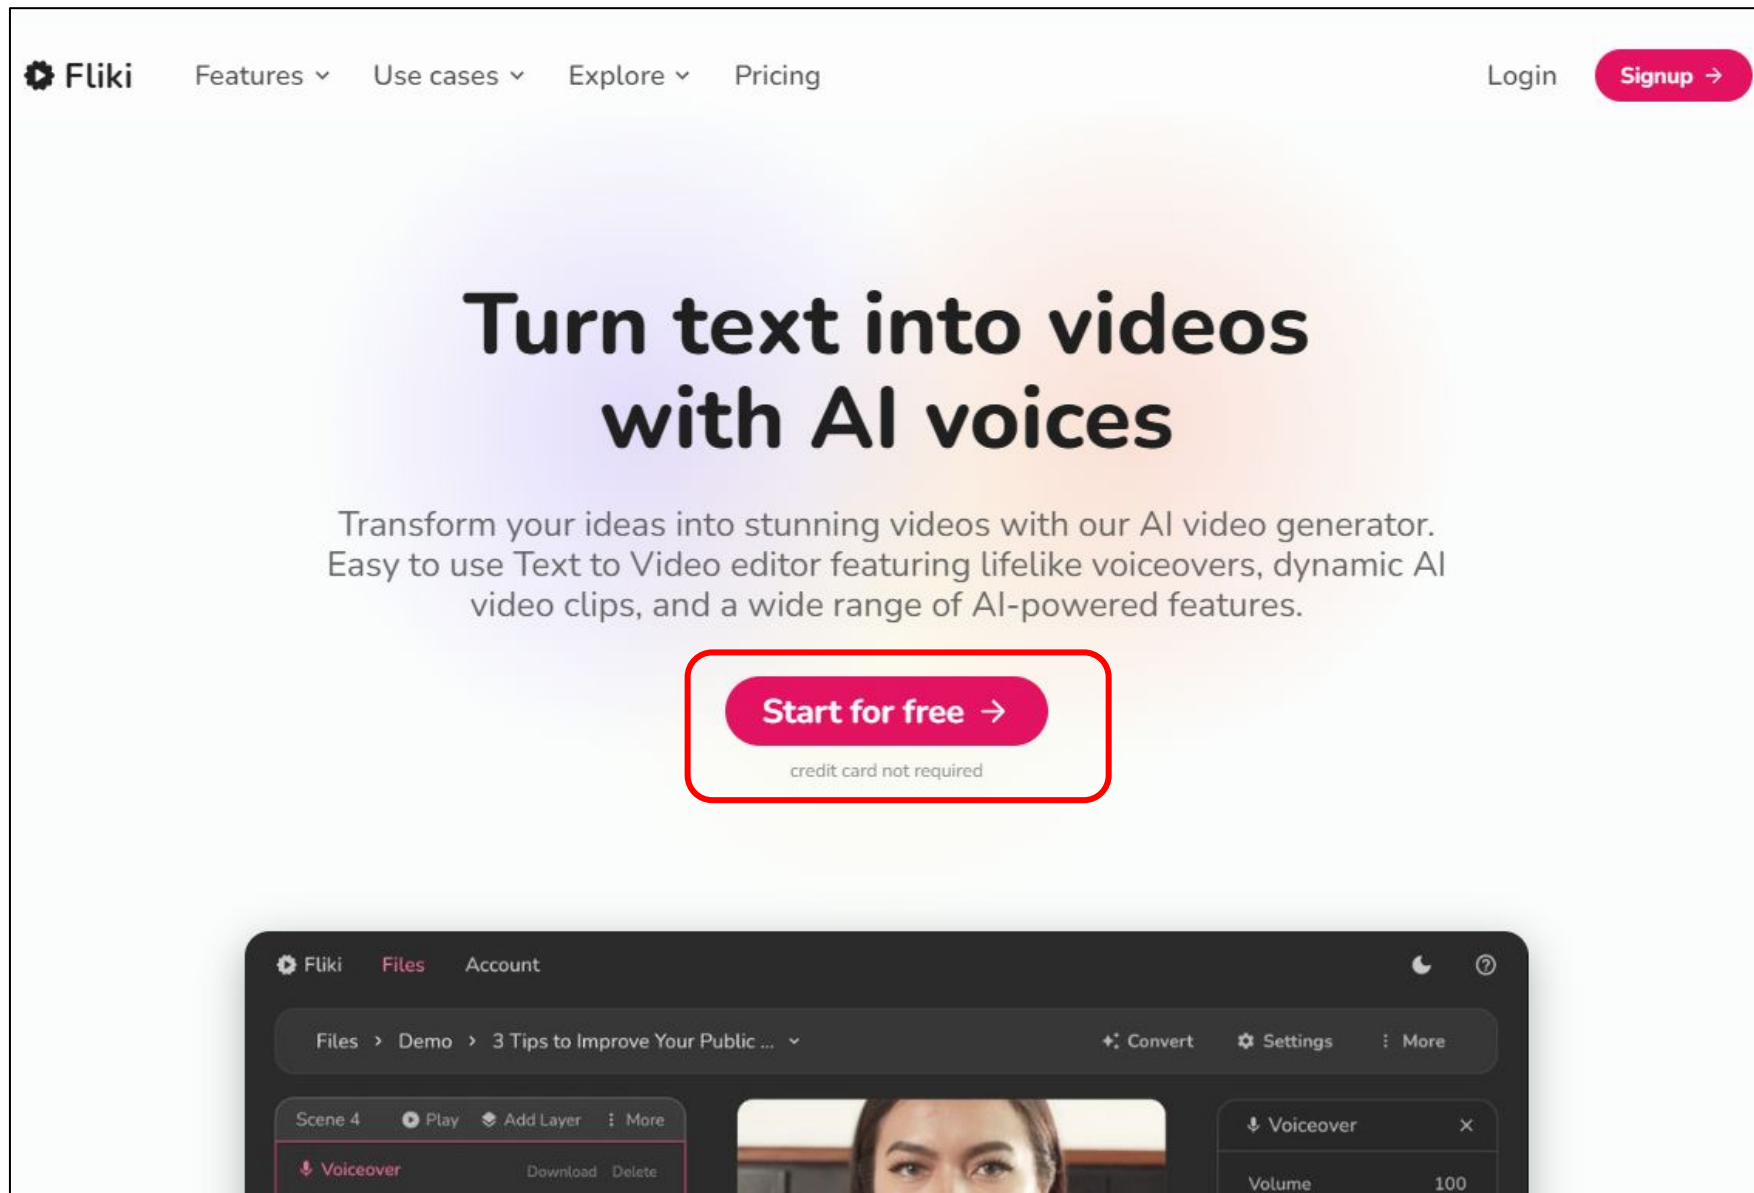 Fliki
Features
Use cases
Explore
Pricing
Login
Signup →
Turn text into videos
with AI voices
Transform your ideas into stunning videos with our AI video generator.
Easy to use Text to Video editor featuring lifelike voiceovers, dynamic AI
video clips, and a wide range of AI-powered features.
Start for free →
credit card not required
Fliki Files Account
Files > Demo > 3 Tips to Improve Your Public ...
Convert
Settings
More
Scene 4 Play Add Layer More
Voiceover Download Delete
Voiceover
Volume 100